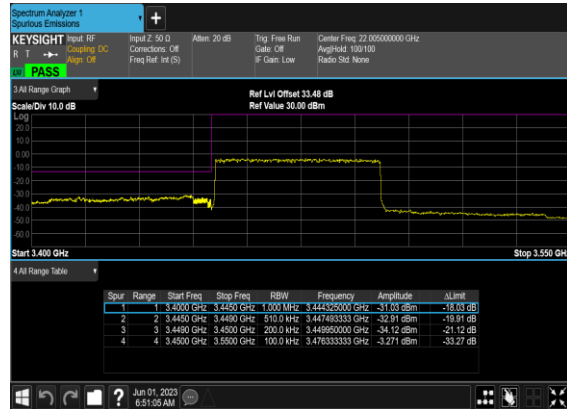 Spectrum Analyzer 1
Spurious Emissions
+
KEYSIGHT Input: RF Input Z: 50 Ω Atten: 20 dB Trig: Free Run Center Freq: 22.005000000 GHz
R T Coupling: DC Corrections: Off Gate: Off Avg|Hold: 100/100
Align: Off Freq Ref: Int (S) IF Gain: Low Radio Std: None
PASS
3 All Range Graph
Ref Lvl Offset 33.48 dB
Scale/Div 10.0 dB Ref Value 30.00 dBm
Log
20.0
10.0
0.00
-10.0
-20.0
-30.0
-40.0
-50.0
-60.0
Start 3.400 GHz Stop 3.550 GH
4 All Range Table
Spur Range Start Freq Stop Freq RBW Frequency Amplitude ΔLimit
1 1 3.4000 GHz 3.4450 GHz 1.000 MHz 3.444325000 GHz -31.03 dBm -18.03 dB
2 2 3.4450 GHz 3.4490 GHz 510.0 kHz 3.447493333 GHz -32.91 dBm -19.91 dB
3 3 3.4490 GHz 3.4500 GHz 200.0 kHz 3.449950000 GHz -34.12 dBm -21.12 dB
4 4 3.4500 GHz 3.5500 GHz 100.0 kHz 3.476333333 GHz -3.271 dBm -33.27 dB
? Jun 01, 2023
6:51:05 AM